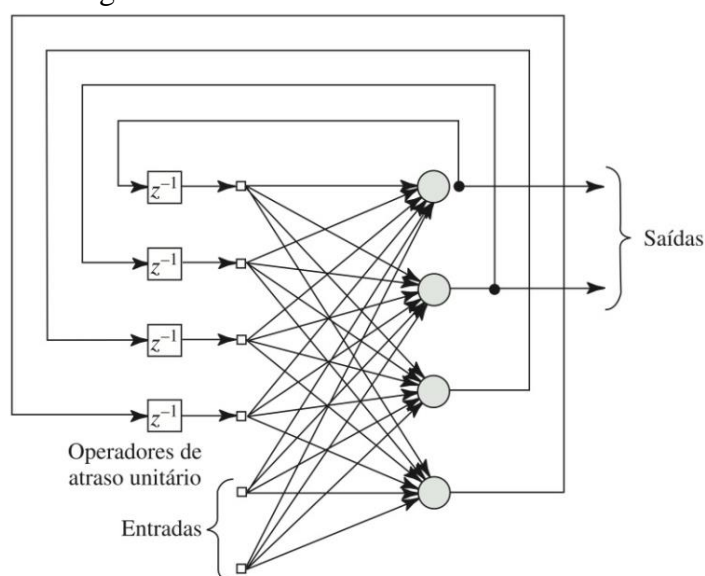 z⁻¹
z⁻¹
Saídas
z⁻¹
z⁻¹
Operadores de
atraso unitário
Entradas